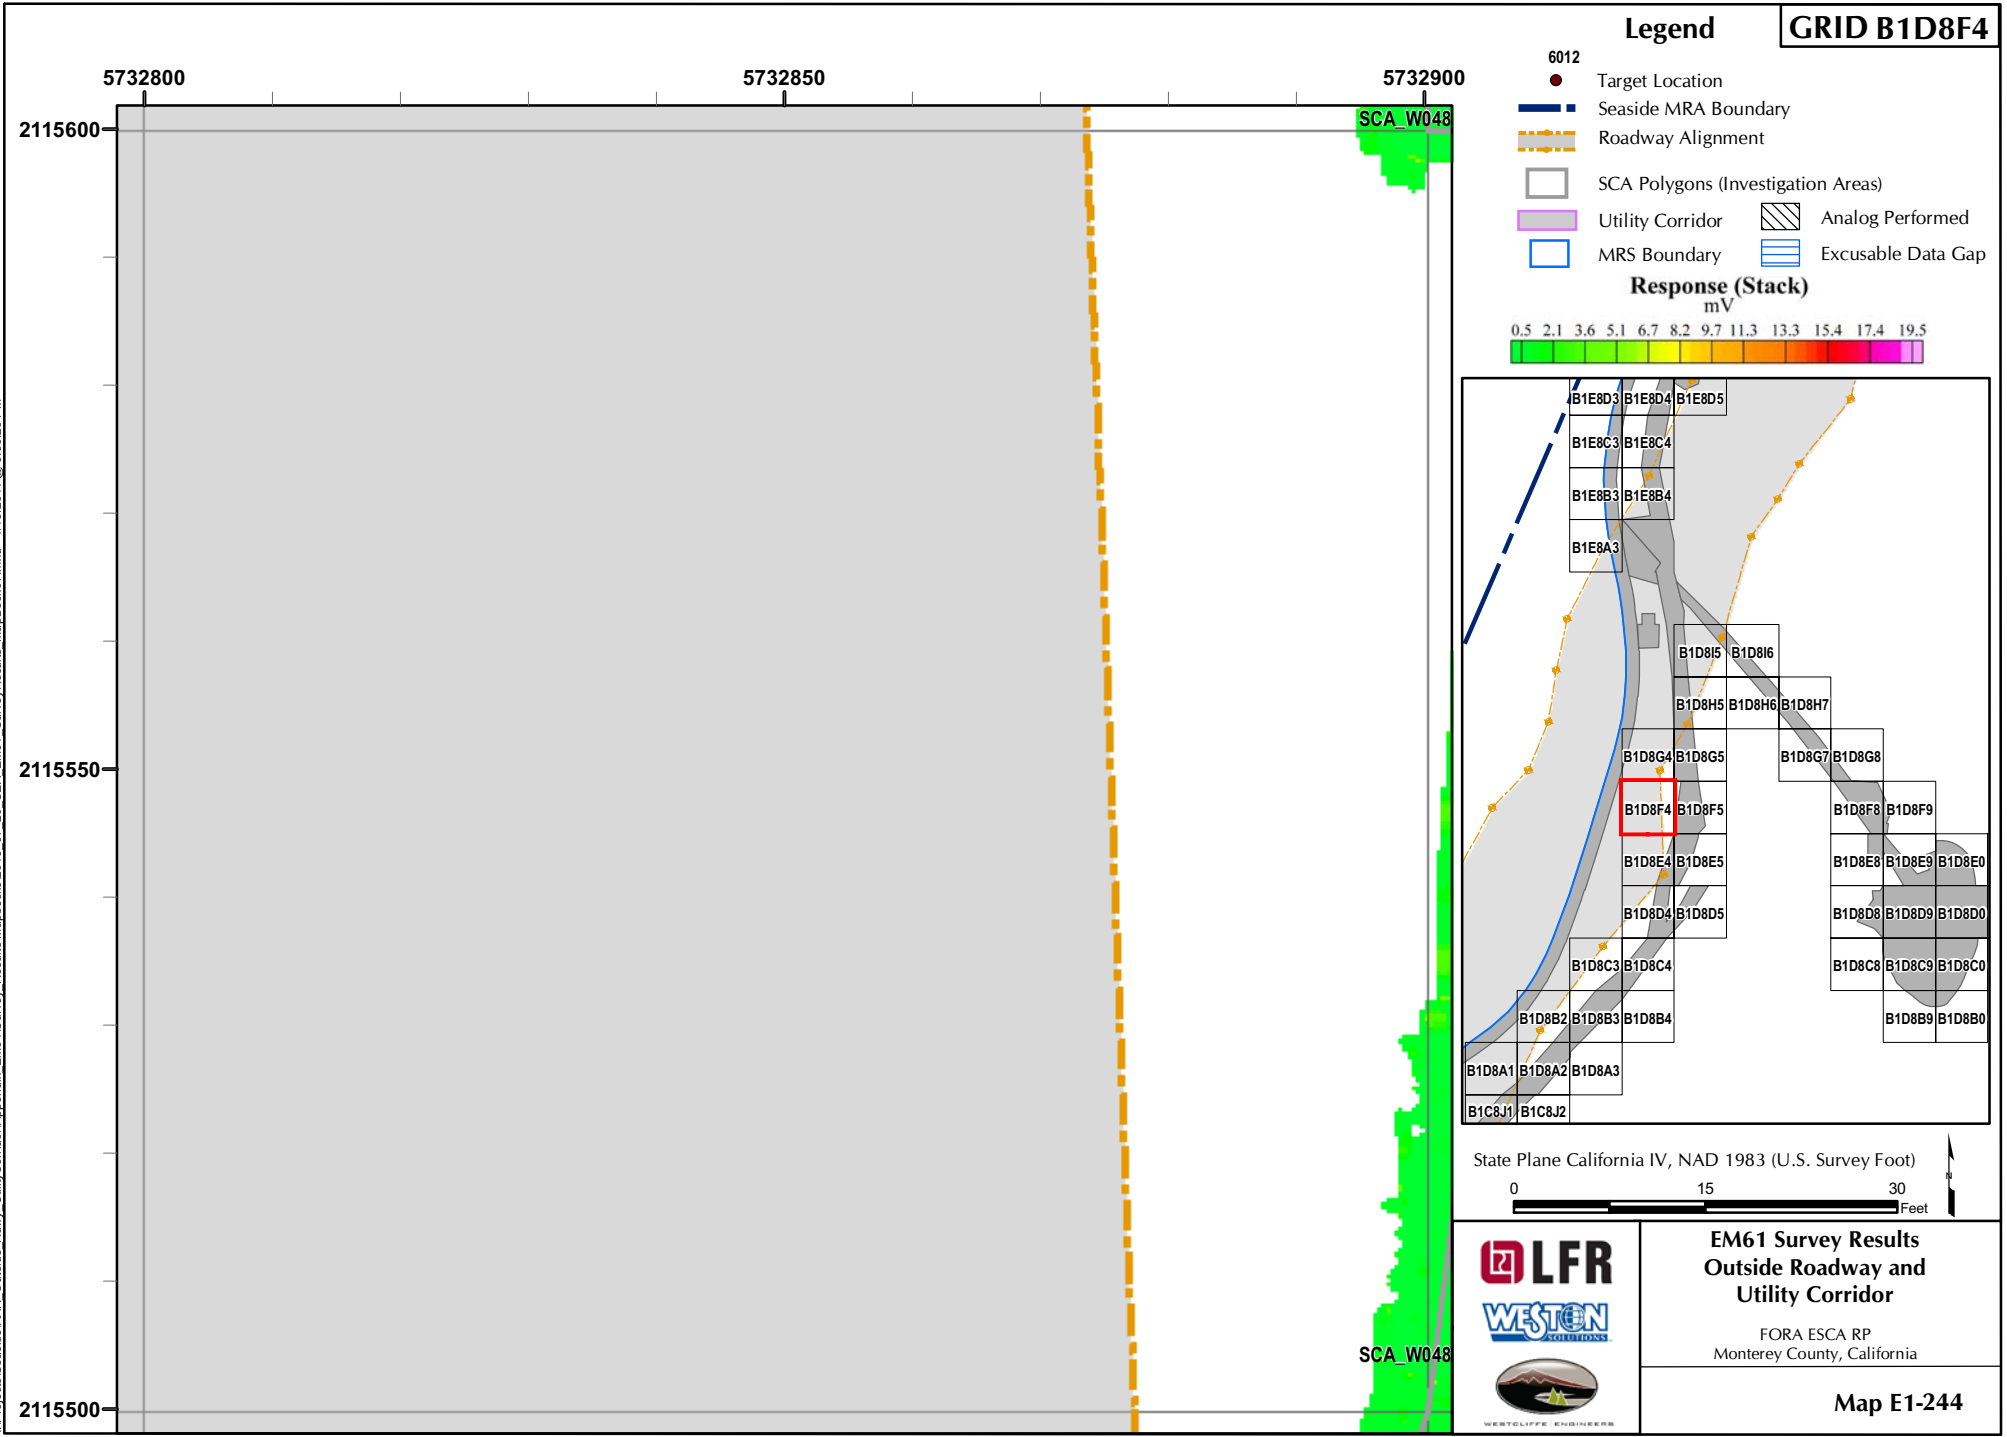 GRID B1D8F4
Legend
6012
Target Location
Seaside MRA Boundary
Roadway Alignment
SCA Polygons (Investigation Areas)
Utility Corridor
Analog Performed
MRS Boundary
Excusable Data Gap
Response (Stack)
mV
0.5 2.1 3.6 5.1 6.7 8.2 9.7 11.3 13.3 15.4 17.4 19.5
5732800 5732850 5732900
2115600
2115550
2115500
SCA_W048
SCA_W048
B1E8D3 B1E8D4 B1E8D5
B1E8C3 B1E8C4
B1E8B3 B1E8B4
B1E8A3
B1D8I5 B1D8I6
B1D8H5 B1D8H6 B1D8H7
B1D8G4 B1D8G5 B1D8G7 B1D8G8
B1D8F4 B1D8F5 B1D8F8 B1D8F9
B1D8E4 B1D8E5 B1D8E8 B1D8E9 B1D8E0
B1D8D4 B1D8D5 B1D8D8 B1D8D9 B1D8D0
B1D8C3 B1D8C4 B1D8C8 B1D8C9 B1D8C0
B1D8B2 B1D8B3 B1D8B4 B1D8B9 B1D8B0
B1D8A1 B1D8A2 B1D8A3
B1C8J1 B1C8J2
State Plane California IV, NAD 1983 (U.S. Survey Foot)
N
0 15 30
Feet
LFR
WESTON
SOLUTIONS
WESTCLIFFE ENGINEERS
EM61 Survey Results
Outside Roadway and
Utility Corridor
FORA ESCA RP
Monterey County, California
Map E1-244